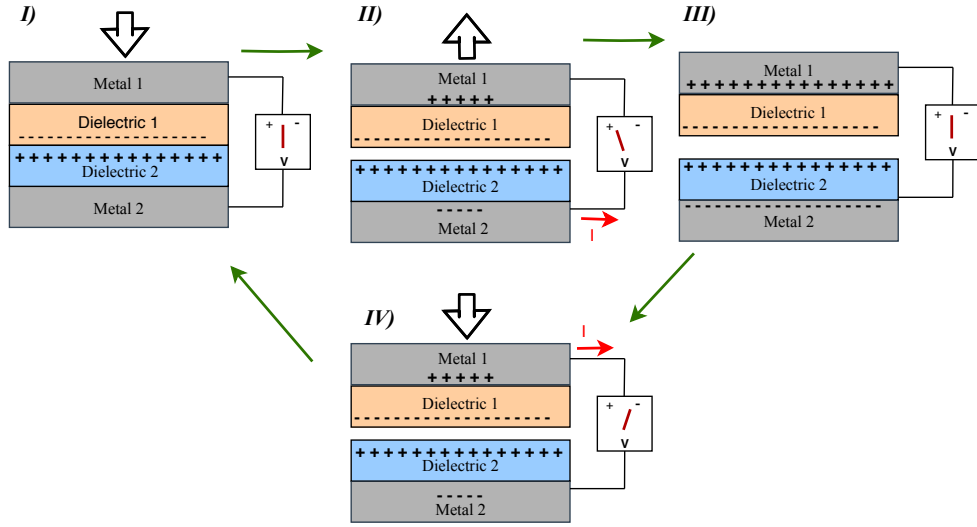 I)
Metal 1
Dielectric 1
- - - - - - - - - - - - - - - - -
+ + + + + + + + + + + + + + +
Dielectric 2
Metal 2
+ -
V
II)
Metal 1
+ + + + +
Dielectric 1
- - - - - - - - - - - - - - - - - - - -
+ + + + + + + + + + + + + + +
Dielectric 2
- - - - -
Metal 2
+ -
V
I
III)
Metal 1
+ + + + + + + + + + + + + + +
Dielectric 1
- - - - - - - - - - - - - - - - - - - -
+ + + + + + + + + + + + + + +
Dielectric 2
- - - - - - - - - - - - - - - - - - - -
Metal 2
+ -
V
IV)
I
Metal 1
+ + + + +
Dielectric 1
- - - - - - - - - - - - - - - - - - - -
+ + + + + + + + + + + + + + +
Dielectric 2
- - - - -
Metal 2
+ -
V